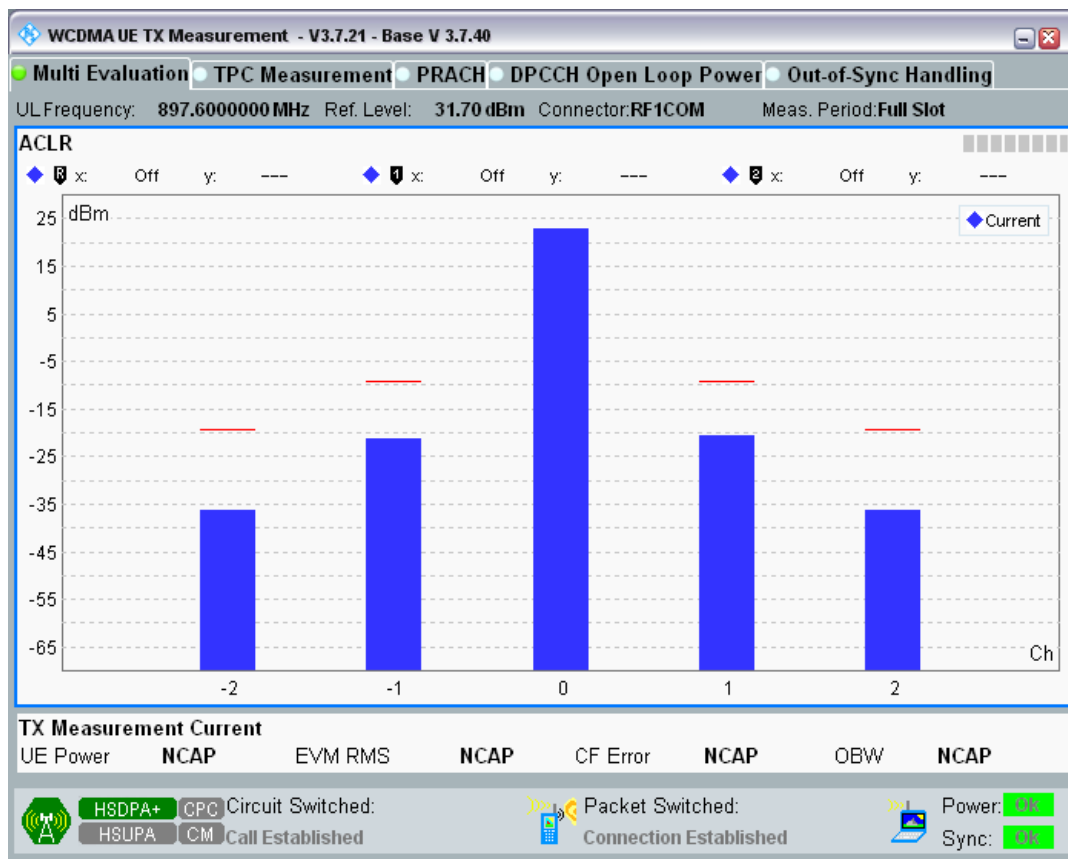 WCDMA UE TX Measurement - V3.7.21 - Base V 3.7.40
Multi Evaluation TPC Measurement PRACH DPCCH Open Loop Power Out-of-Sync Handling
UL Frequency: 897.6000000 MHz Ref. Level: 31.70 dBm Connector:RF1COM Meas. Period:Full Slot
ACLR
R x: Off y: --- 1 x: Off y: --- 2 x: Off y: ---
dBm
Current
25
15
5
-5
-15
-25
-35
-45
-55
-65
Ch
-2 -1 0 1 2
TX Measurement Current
UE Power NCAP EVM RMS NCAP CF Error NCAP OBW NCAP
HSDPA+ CPC Circuit Switched: Packet Switched: Power: OK
HSUPA CM Call Established Connection Established Sync: OK